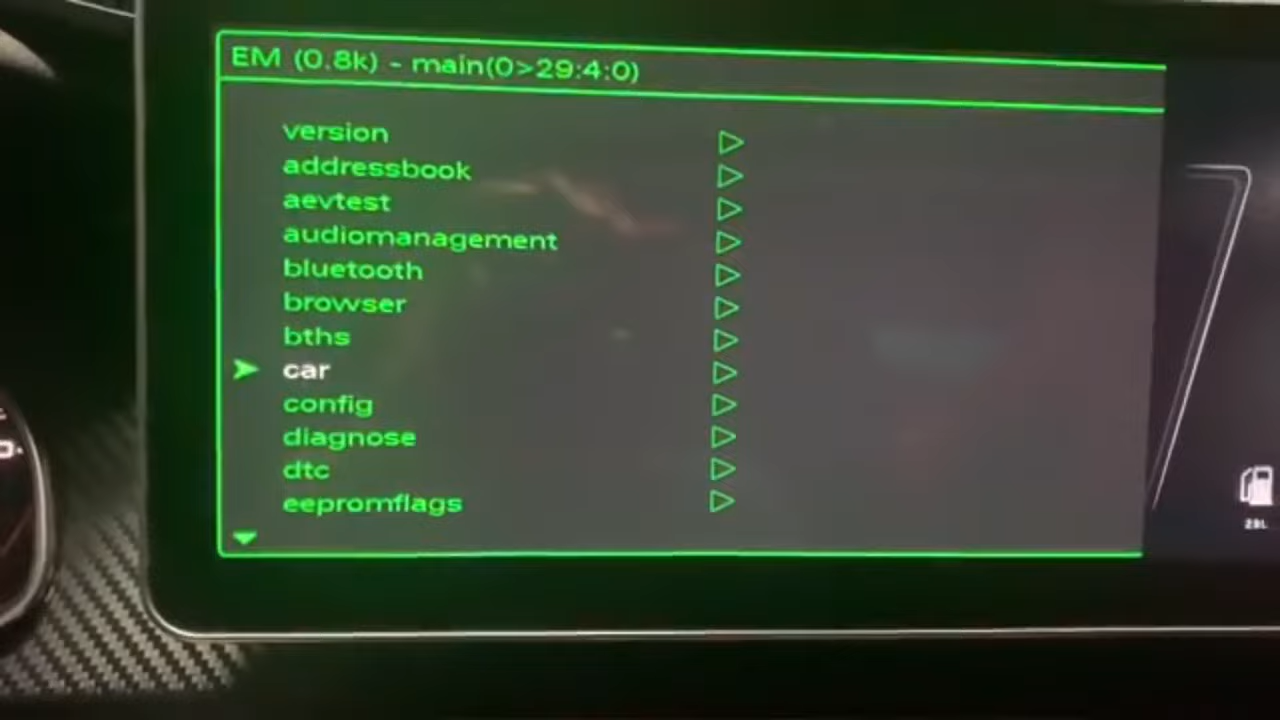 EM (0.8k) - main(0>29:4:0)
version
addressbook
aevtest
audiomanagement
bluetooth
browser
bths
car
config
diagnose
dtc
eepromflags